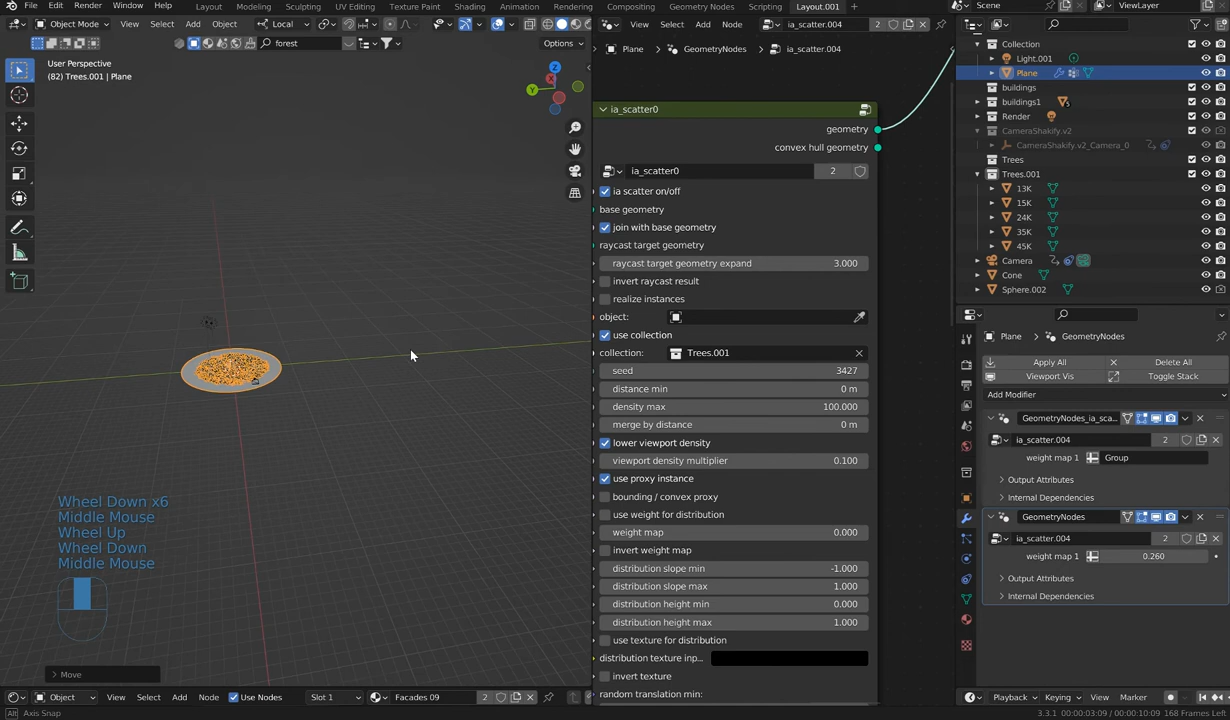 File Edit Render Window Help Layout Modeling Sculpting UV Editing Texture Paint Shading Animation Rendering Compositing Geometry Nodes Scripting Layout.001 + Scene ViewLayer
Object Mode View Select Add Object Local
View Select Add Node ia_scatter.004 2
forest Options
Plane > GeometryNodes > ia_scatter.004
User Perspective
(82) Trees.001 | Plane
Z
X
Y
Wheel Down x6
Middle Mouse
Wheel Up
Wheel Down
Middle Mouse
> Move
ia_scatter0
geometry
convex hull geometry
ia_scatter0 2
ia scatter on/off
base geometry
join with base geometry
raycast target geometry
raycast target geometry expand 3.000
invert raycast result
realize instances
object:
use collection
collection: Trees.001
seed 3427
distance min 0 m
density max 100.000
merge by distance 0 m
lower viewport density
viewport density multiplier 0.100
use proxy instance
bounding / convex proxy
use weight for distribution
weight map 0.000
invert weight map
distribution slope min -1.000
distribution slope max 1.000
distribution height min 0.000
distribution height max 1.000
use texture for distribution
distribution texture inp...
invert texture
random translation min:
Collection
Light.001
Plane
buildings
buildings1 5
Render
CameraShakify.v2
CameraShakify.v2_Camera_0
Trees
Trees.001
13K
15K
24K
35K
45K
Camera
Cone
Sphere.002
Plane > GeometryNodes
Apply All Delete All
Viewport Vis Toggle Stack
Add Modifier
GeometryNodes_ia_sca...
ia_scatter.004 2
weight map 1 Group
> Output Attributes
> Internal Dependencies
GeometryNodes
ia_scatter.004 2
weight map 1 0.260
> Output Attributes
> Internal Dependencies
Object View Select Add Node Use Nodes Slot 1 Facades 09 2
Playback Keying View Marker
Alt Axis Snap 3.3.1 00:00:03:09 / 00:00:10:09 168 Frames Left